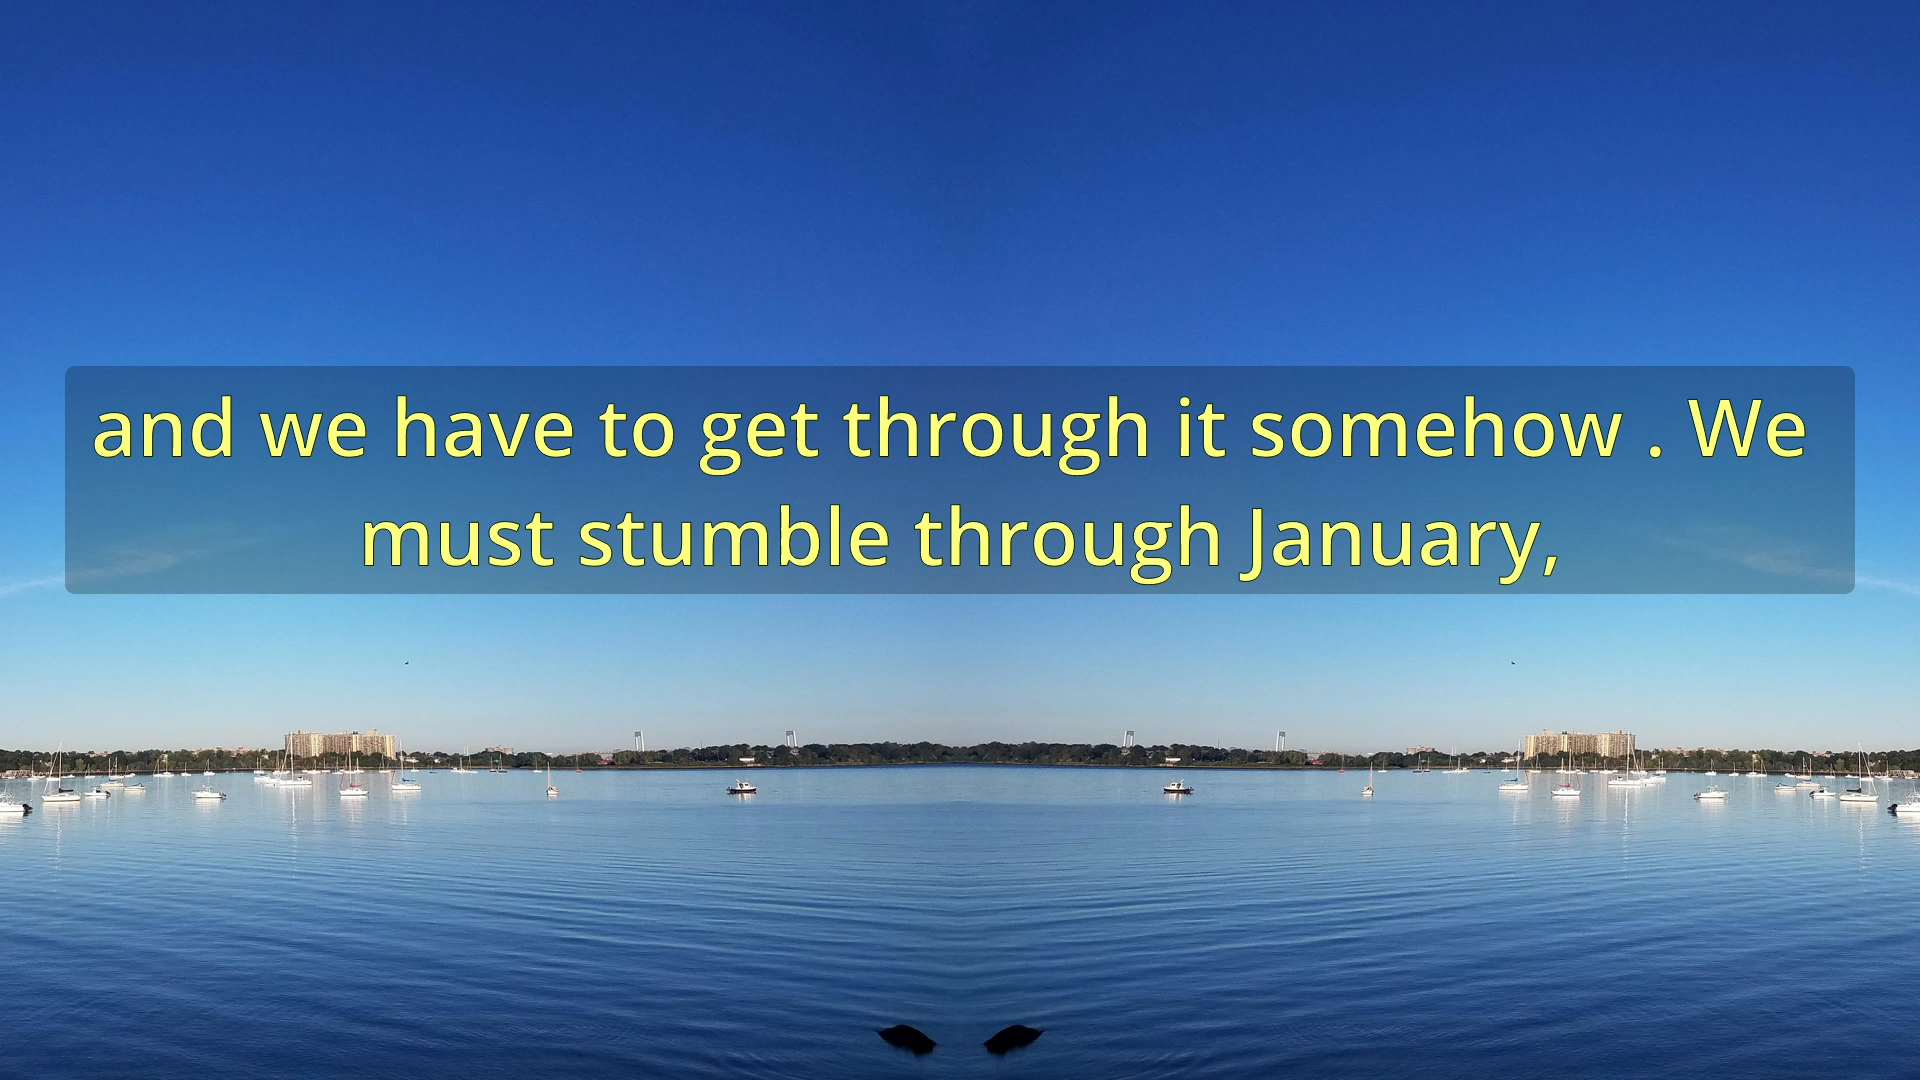 and we have to get through it somehow . We
must stumble through January,